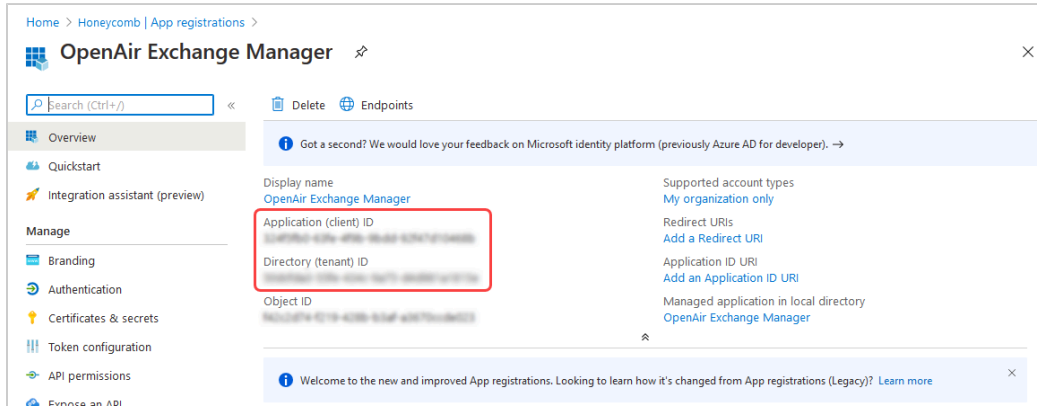 Home > Honeycomb | App registrations >
OpenAir Exchange Manager
Search (Ctrl+/)
«
Delete
Endpoints
Overview
Quickstart
Integration assistant (preview)
Manage
Branding
Authentication
Certificates & secrets
Token configuration
API permissions
Expose an API
Got a second? We would love your feedback on Microsoft identity platform (previously Azure AD for developer). →
Display name
OpenAir Exchange Manager
Application (client) ID
Directory (tenant) ID
Object ID
Supported account types
My organization only
Redirect URIs
Add a Redirect URI
Application ID URI
Add an Application ID URI
Managed application in local directory
OpenAir Exchange Manager
Welcome to the new and improved App registrations. Looking to learn how it's changed from App registrations (Legacy)? Learn more